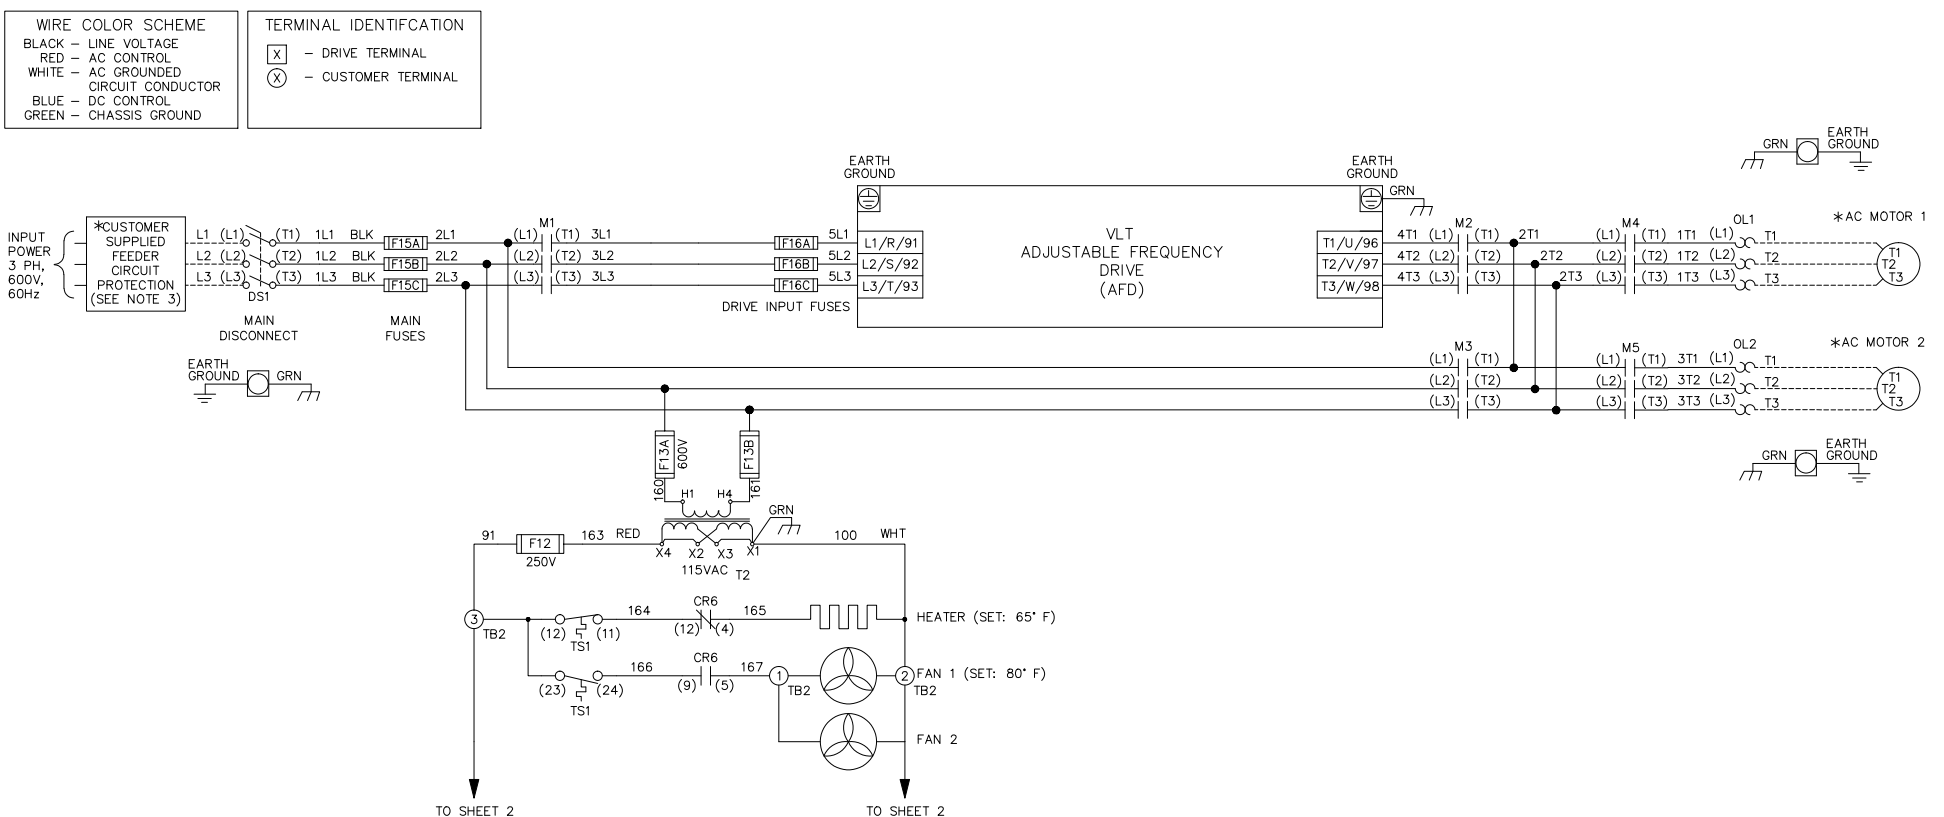 WIRE COLOR SCHEME
BLACK – LINE VOLTAGE
RED – AC CONTROL
WHITE – AC GROUNDED
CIRCUIT CONDUCTOR
BLUE – DC CONTROL
GREEN – CHASSIS GROUND
TERMINAL IDENTIFCATION
X – DRIVE TERMINAL
X – CUSTOMER TERMINAL
GRN
EARTH
GROUND
EARTH
GROUND
EARTH
GROUND
GRN
INPUT
POWER
3 PH,
600V,
60Hz
*CUSTOMER
SUPPLIED
FEEDER
CIRCUIT
PROTECTION
(SEE NOTE 3)
L1 (L1) (T1) 1L1 BLK F15A 2L1 (L1) M1 (T1) 3L1 F16A 5L1 L1/R/91
L2 (L2) (T2) 1L2 BLK F15B 2L2 (L2) (T2) 3L2 F16B 5L2 L2/S/92
L3 (L3) (T3) 1L3 BLK F15C 2L3 (L3) (T3) 3L3 F16C 5L3 L3/T/93
DS1
MAIN
DISCONNECT
MAIN
FUSES
DRIVE INPUT FUSES
VLT
ADJUSTABLE FREQUENCY
DRIVE
(AFD)
T1/U/96 4T1 (L1) M2 (T1) 2T1 (L1) M4 (T1) 1T1 (L1) OL1 T1
T2/V/97 4T2 (L2) (T2) 2T2 (L2) (T2) 1T2 (L2) T2
T3/W/98 4T3 (L3) (T3) 2T3 (L3) (T3) 1T3 (L3) T3
*AC MOTOR 1
T1
T2
T3
EARTH
GROUND
GRN
M3 M5 OL2
*AC MOTOR 2
(L1) (T1) (L1) (T1) 3T1 (L1) T1
(L2) (T2) (L2) (T2) 3T2 (L2) T2
(L3) (T3) (L3) (T3) 3T3 (L3) T3
T1
T2
T3
GRN
EARTH
GROUND
F13A
600V
F13B
160
161
H1 H4
GRN
91 F12 163 RED
250V
X4 X2 X3 X1
100 WHT
115VAC T2
3
TB2
(12) (11)
TS1
164
CR6
(12) (4)
165
HEATER (SET: 65° F)
(23) (24)
TS1
166
CR6
(9) (5)
167
1
TB2
2
TB2
FAN 1 (SET: 80° F)
FAN 2
TO SHEET 2
TO SHEET 2